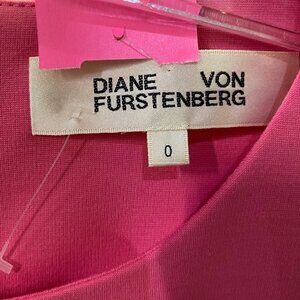 DIANE VON
FURSTENBERG
0